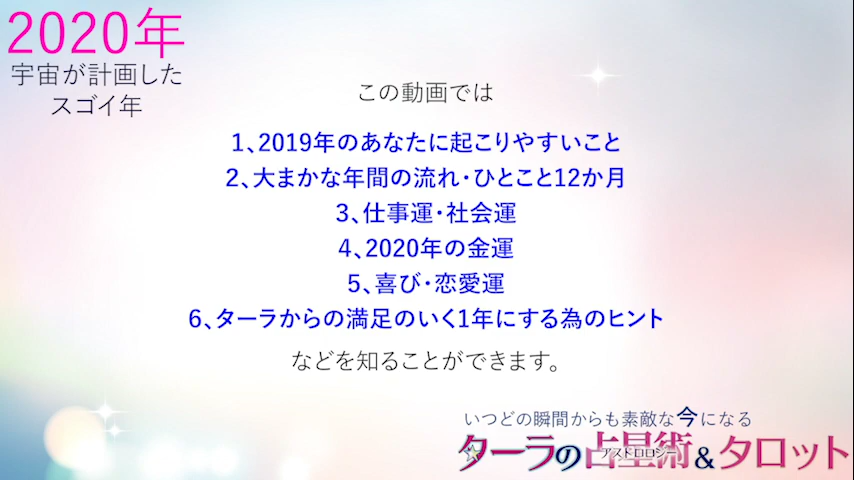 2020年
宇宙が計画した
スゴイ年
この動画では
1、2019年のあなたに起こりやすいこと
2、大まかな年間の流れ・ひとこと12か月
3、仕事運・社会運
4、2020年の金運
5、喜び・恋愛運
6、ターラからの満足のいく1年にする為のヒント
などを知ることができます。
いつどの瞬間からも素敵な今になる
ターラの占星術&タロット
アストロロジー